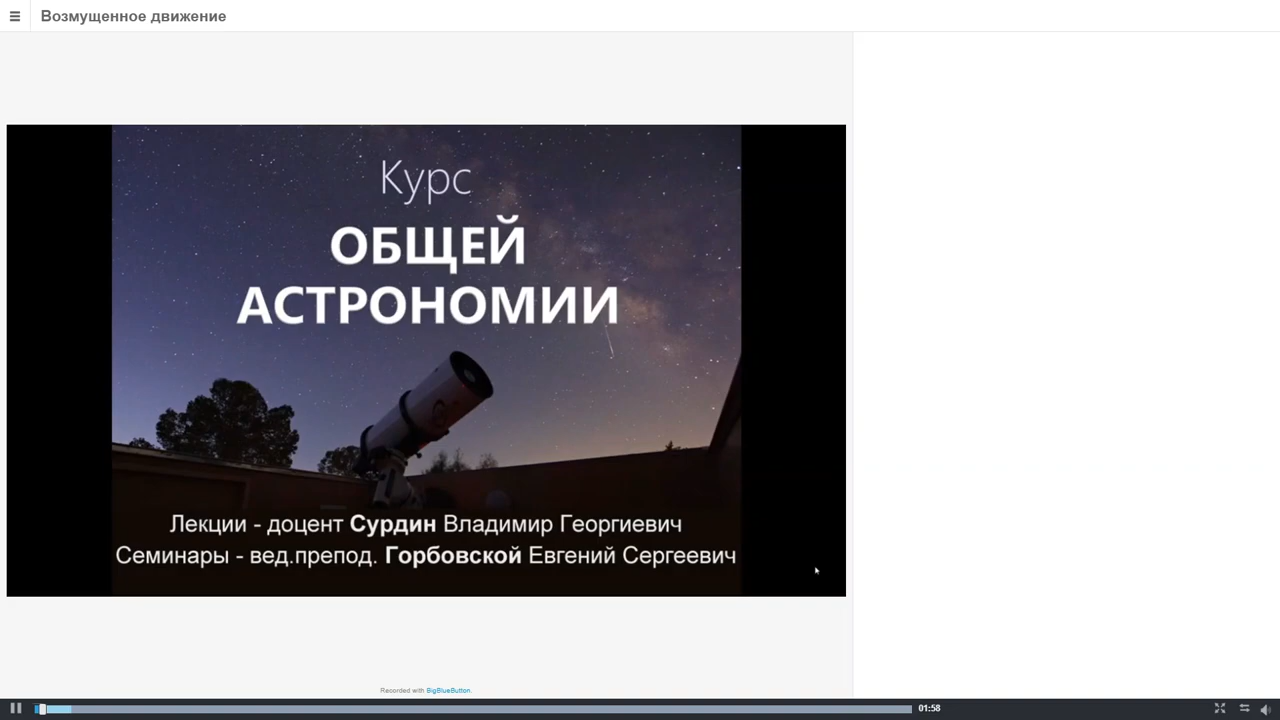 Возмущенное движение
Курс
ОБЩЕЙ
АСТРОНОМИИ
Лекции - доцент Сурдин Владимир Георгиевич
Семинары - вед.препод. Горбовской Евгений Сергеевич
Recorded with BigBlueButton.
01:58